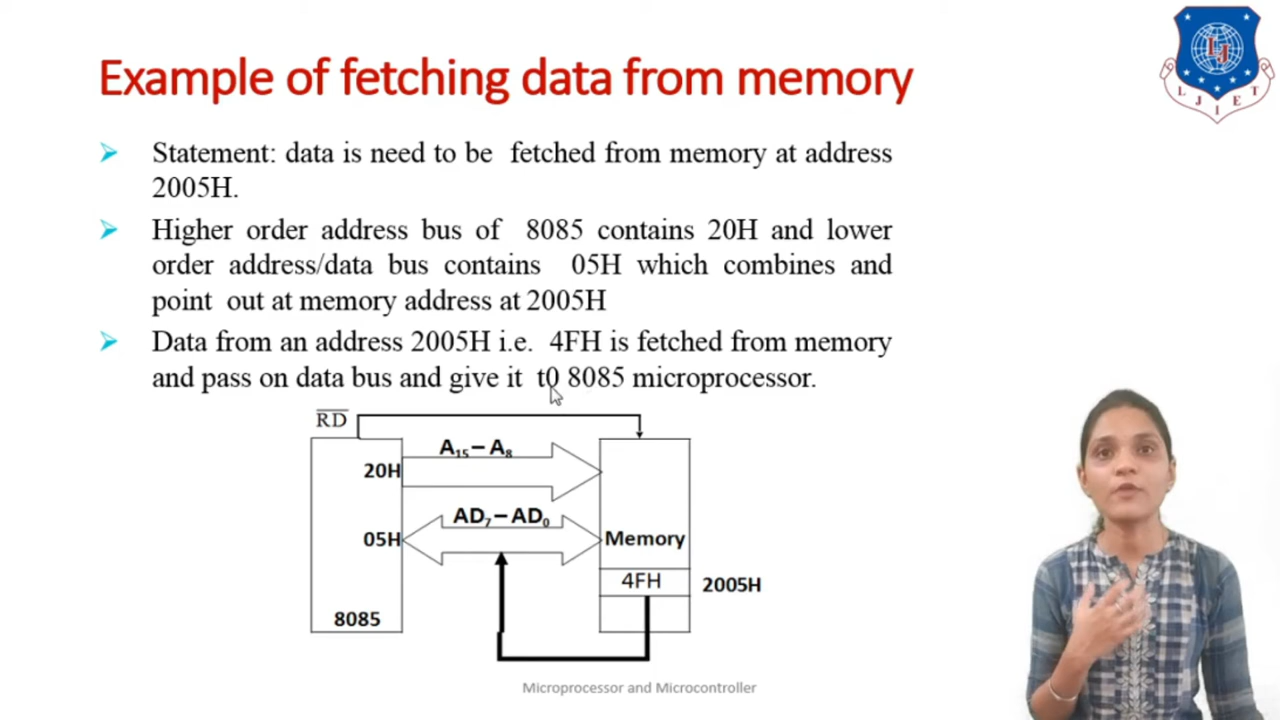 Example of fetching data from memory
Statement: data is need to be fetched from memory at address
2005H.
Higher order address bus of 8085 contains 20H and lower
order address/data bus contains 05H which combines and
point out at memory address at 2005H
Data from an address 2005H i.e. 4FH is fetched from memory
and pass on data bus and give it t0 8085 microprocessor.
RD
A15 – A8
20H
AD7 – AD0
05H
Memory
4FH
2005H
8085
Microprocessor and Microcontroller
LJ
L J I E T